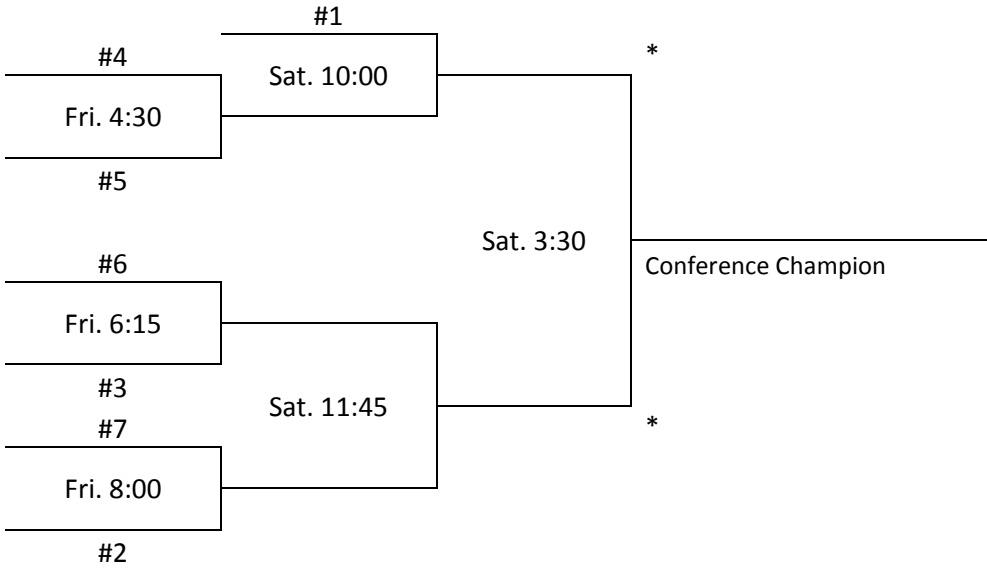 #1
#4
*
Sat. 10:00
Fri. 4:30
#5
Sat. 3:30
#6
Conference Champion
Fri. 6:15
#3
Sat. 11:45
*
#7
Fri. 8:00
#2